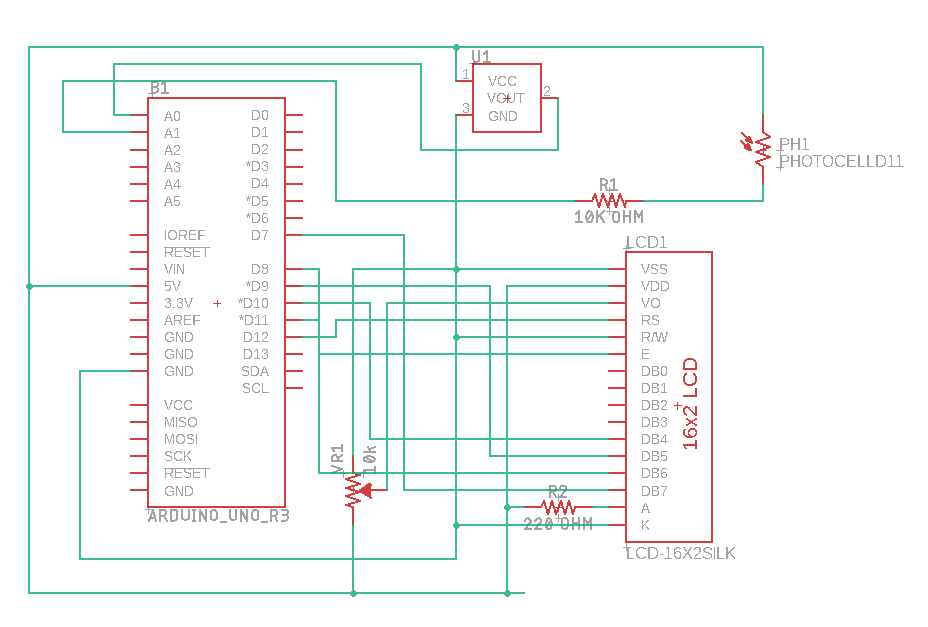 U1
1 VCC
VOUT 2
3 GND
B1
A0 D0
A1 D1
A2 D2
A3 *D3
A4 D4
A5 *D5
*D6
IOREF D7
RESET
VIN D8
5V *D9
3.3V *D10
AREF *D11
GND D12
GND D13
GND SDA
SCL
VCC
MISO
MOSI
SCK
RESET
GND
ARDUINO_UNO_R3
PH1
PHOTOCELLD11
R1
10K OHM
LCD1
VSS
VDD
VO
RS
R/W
E
DB0
DB1
DB2
DB3
DB4
DB5
DB6
DB7
A
K
16x2 LCD
LCD-16X2SILK
VR1
10k
R2
220 OHM